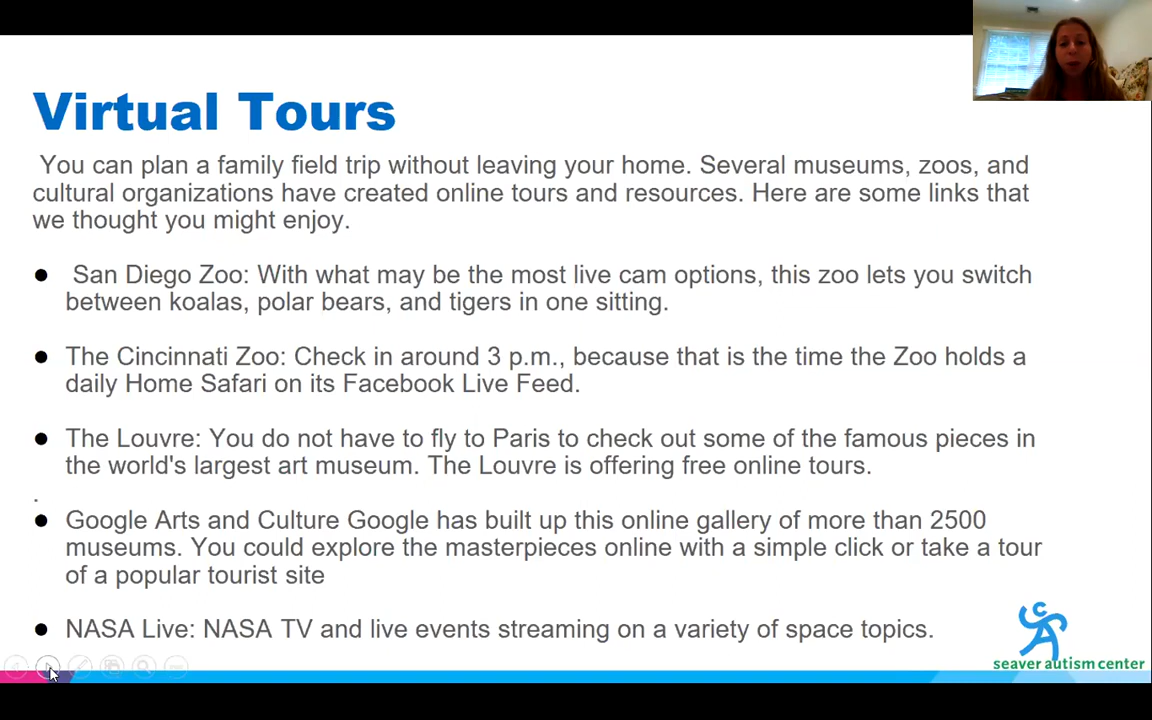 Virtual Tours
You can plan a family field trip without leaving your home. Several museums, zoos, and
cultural organizations have created online tours and resources. Here are some links that
we thought you might enjoy.
● San Diego Zoo: With what may be the most live cam options, this zoo lets you switch
between koalas, polar bears, and tigers in one sitting.
● The Cincinnati Zoo: Check in around 3 p.m., because that is the time the Zoo holds a
daily Home Safari on its Facebook Live Feed.
● The Louvre: You do not have to fly to Paris to check out some of the famous pieces in
the world's largest art museum. The Louvre is offering free online tours.
.
● Google Arts and Culture Google has built up this online gallery of more than 2500
museums. You could explore the masterpieces online with a simple click or take a tour
of a popular tourist site
● NASA Live: NASA TV and live events streaming on a variety of space topics.
seaver autism center